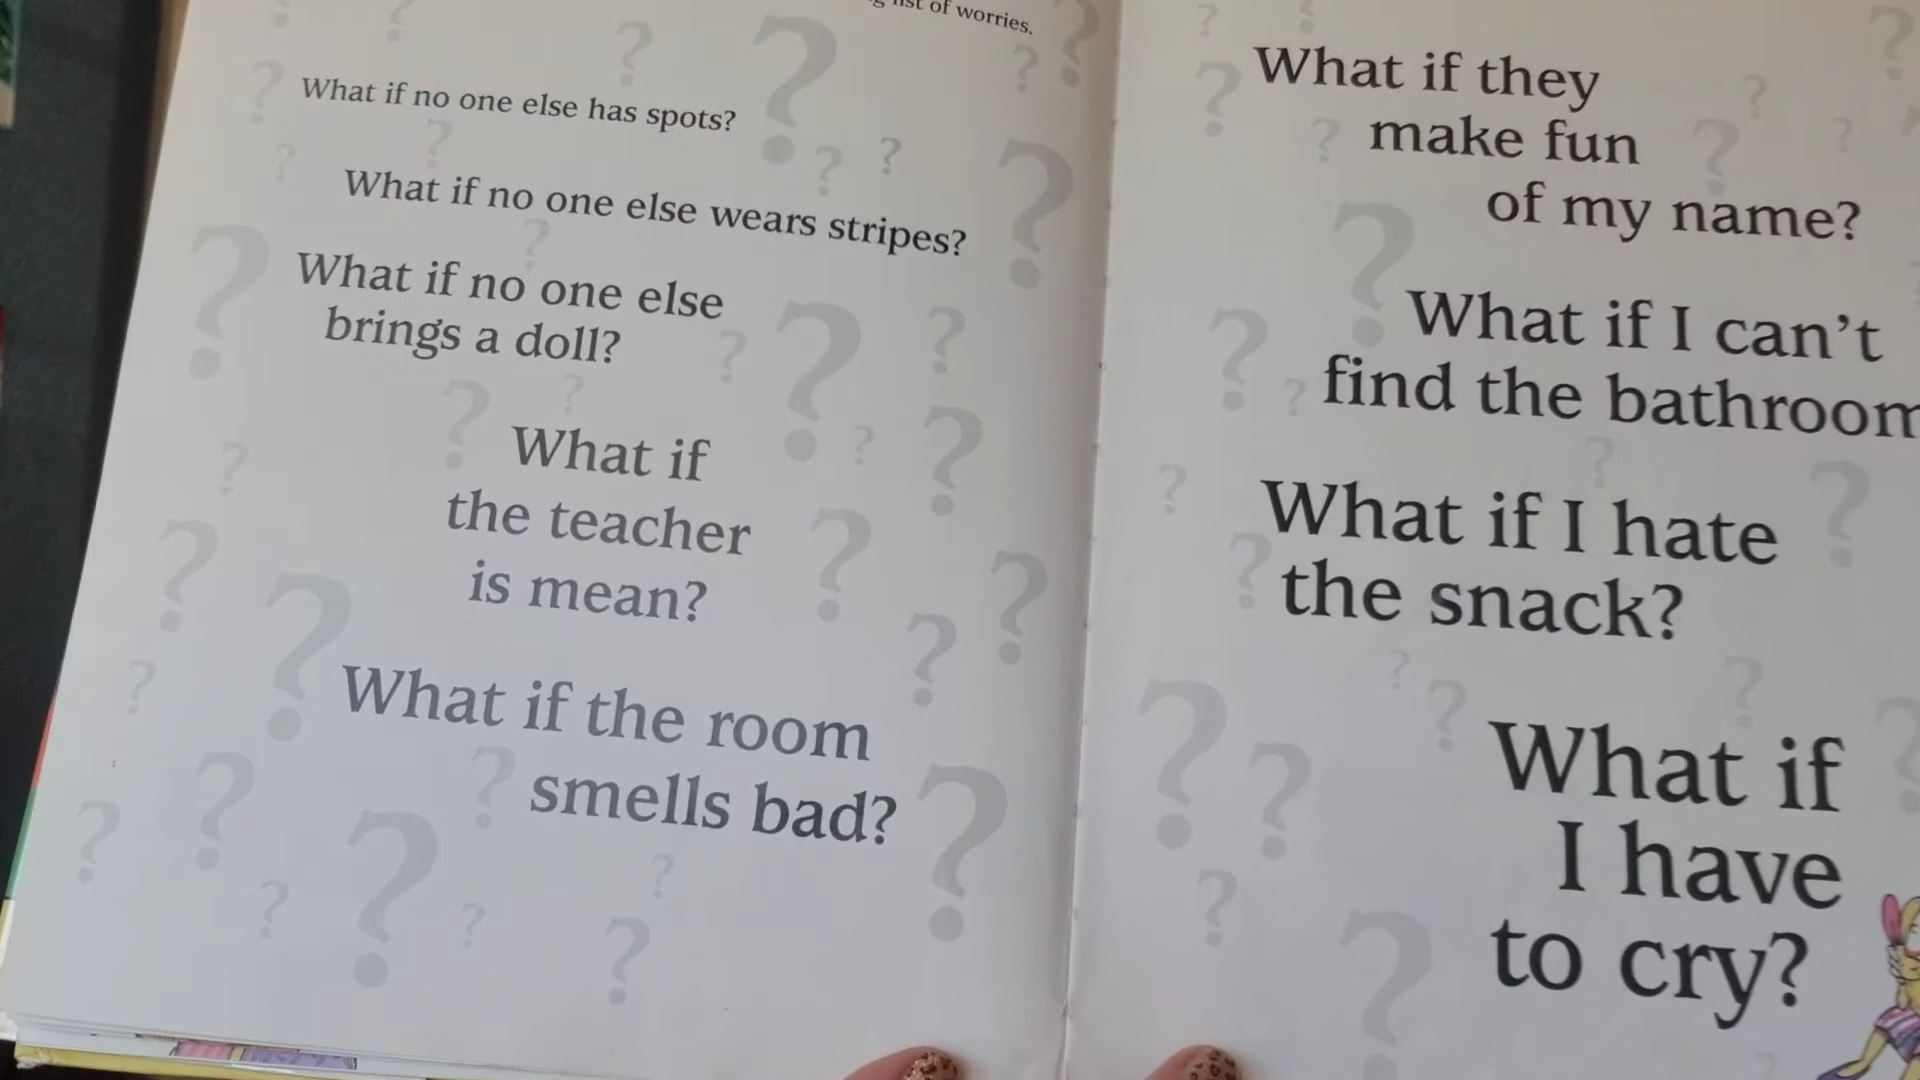 list of worries.
What if no one else has spots?
What if no one else wears stripes?
What if no one else
brings a doll?
What if
the teacher
is mean?
What if the room
smells bad?
What if they
make fun
of my name?
What if I can't
find the bathroom
What if I hate
the snack?
What if
I have
to cry?